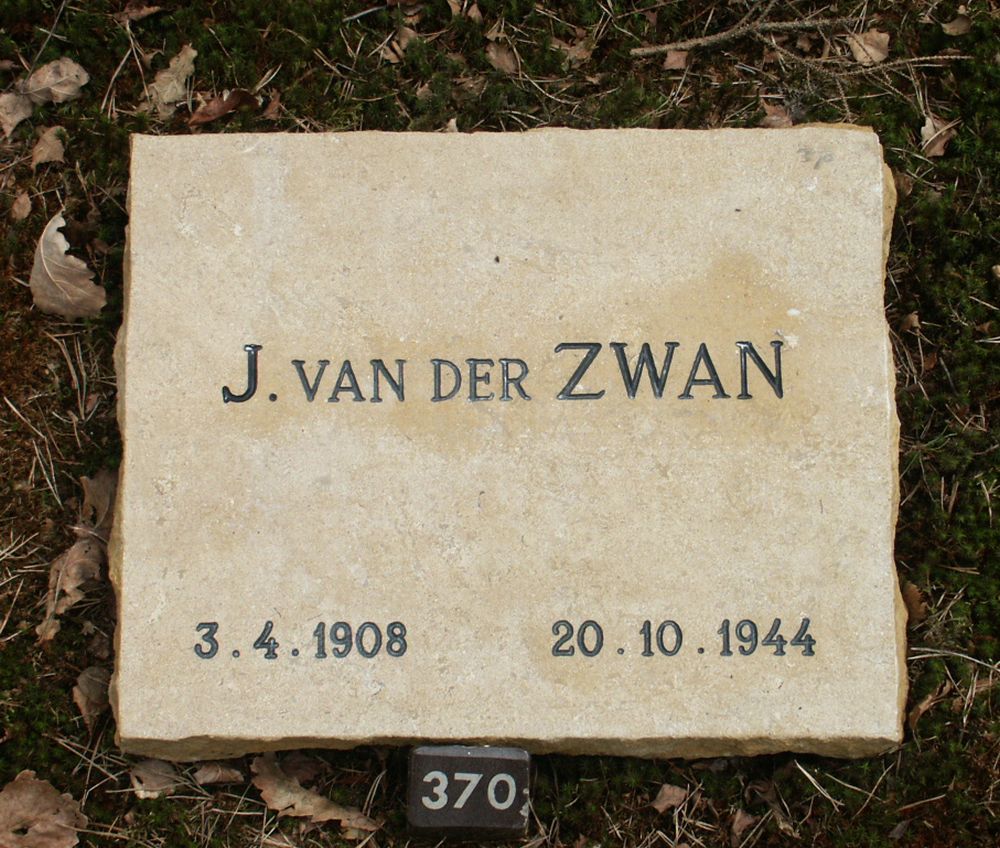 J. VAN DER ZWAN
3.4.1908 20.10.1944
370